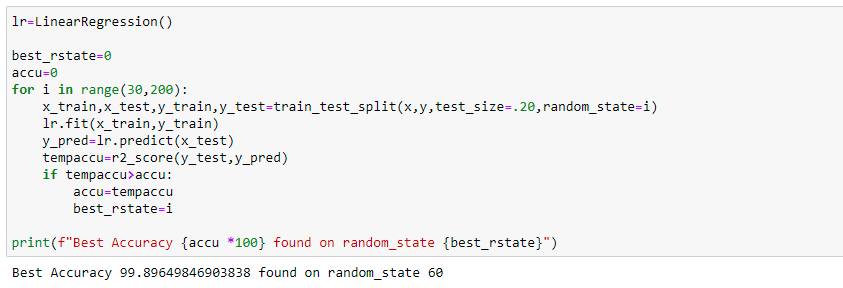 lr=LinearRegression()
best_rstate=0
accu=0
for i in range(30,200):
    x_train,x_test,y_train,y_test=train_test_split(x,y,test_size=.20,random_state=i)
    lr.fit(x_train,y_train)
    y_pred=lr.predict(x_test)
    tempaccu=r2_score(y_test,y_pred)
    if tempaccu>accu:
        accu=tempaccu
        best_rstate=i
print(f"Best Accuracy {accu *100} found on random_state {best_rstate}")
Best Accuracy 99.89649846903838 found on random_state 60